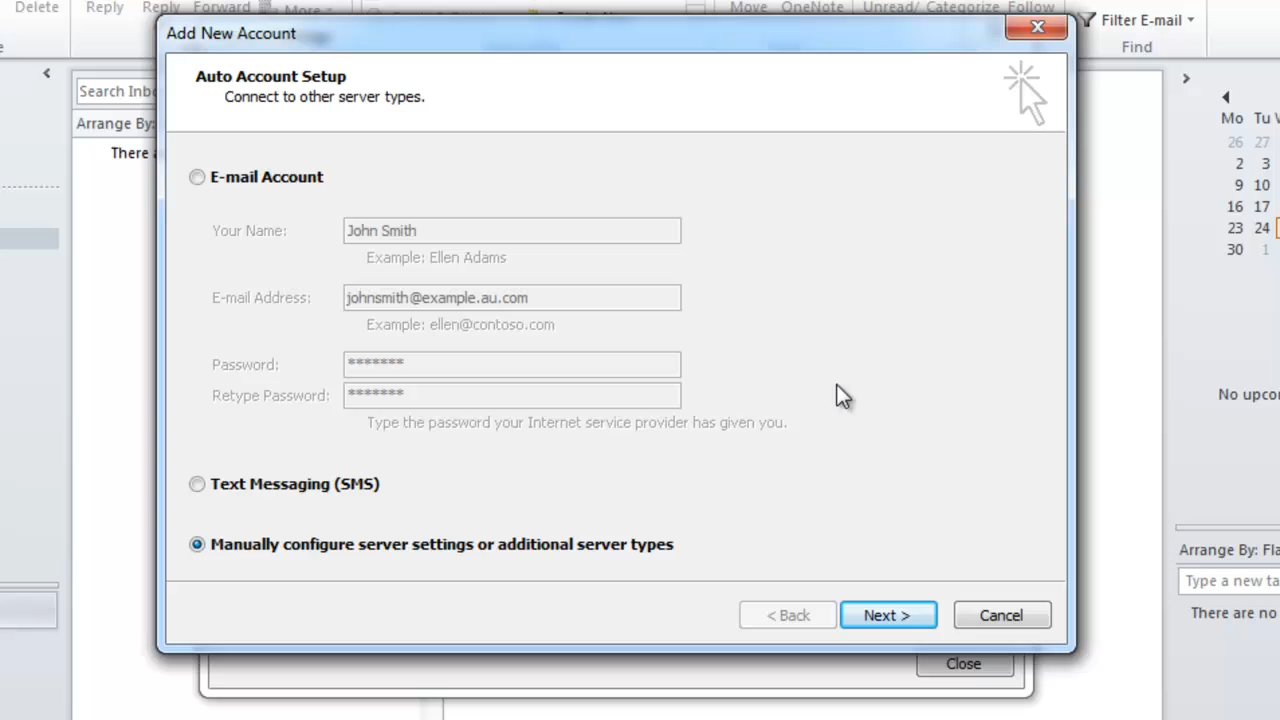 Delete
Reply
Reply
Forward
More
Move
OneNote
Unread/
Categorize
Follow
Filter E-mail
Find
Add New Account
Auto Account Setup
Connect to other server types.
Search Inb
Arrange By:
There a
E-mail Account
Your Name:
John Smith
Example: Ellen Adams
E-mail Address:
johnsmith@example.au.com
Example: ellen@contoso.com
Password:
*******
Retype Password:
*******
Type the password your Internet service provider has given you.
Text Messaging (SMS)
Manually configure server settings or additional server types
< Back
Next >
Cancel
Close
Mo Tu
26 27
2 3
9 10
16 17
23 24
30 1
No upco
Arrange By: Fla
Type a new ta
There are no